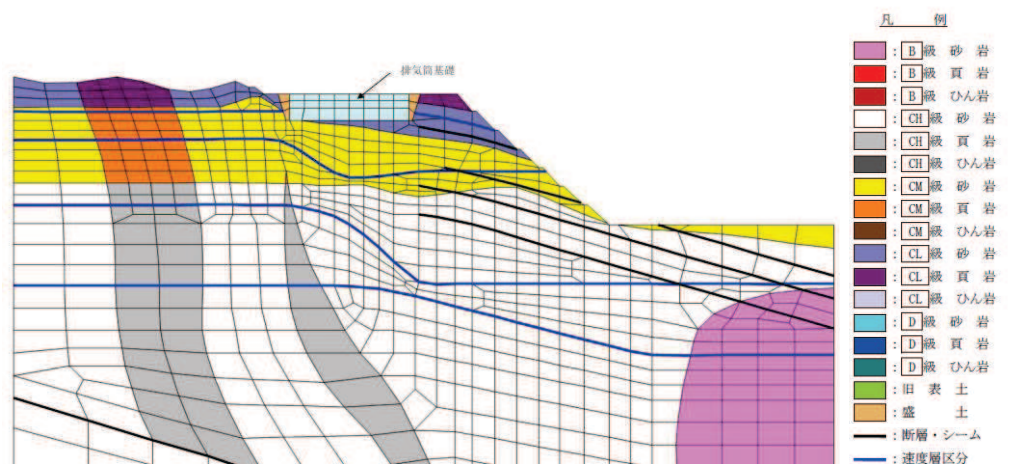 凡 例
排気筒基礎
: B級 砂 岩
: B級 頁 岩
: B級 ひん岩
: CH級 砂 岩
: CH級 頁 岩
: CH級 ひん岩
: CM級 砂 岩
: CM級 頁 岩
: CM級 ひん岩
: CL級 砂 岩
: CL級 頁 岩
: CL級 ひん岩
: D級 砂 岩
: D級 頁 岩
: D級 ひん岩
: 旧 表 土
: 盛 土
: 断層・シーム
: 速度層区分